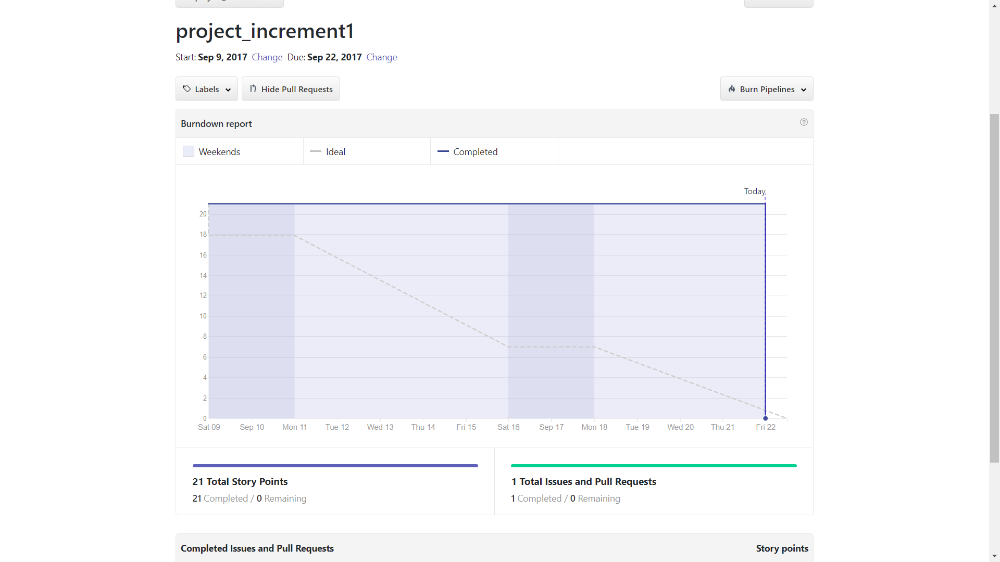 project_increment1
Start: Sep 9, 2017 Change Due: Sep 22, 2017 Change
Labels Hide Pull Requests Burn Pipelines
Burndown report
Weekends Ideal Completed
Today
20
18
16
14
12
10
8
6
4
2
0
Sat 09 Sep 10 Mon 11 Tue 12 Wed 13 Thu 14 Fri 15 Sat 16 Sep 17 Mon 18 Tue 19 Wed 20 Thu 21 Fri 22
21 Total Story Points
21 Completed / 0 Remaining
1 Total Issues and Pull Requests
1 Completed / 0 Remaining
Completed Issues and Pull Requests Story points